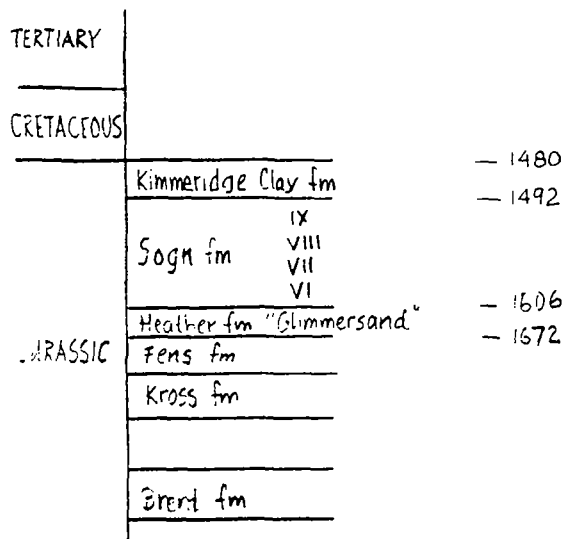 TERTIARY
CRETACEOUS
— 1480
Kimmeridge Clay fm
— 1492
IX
VIII
Sogn fm
VII
VI
— 1606
Heather fm "Glimmersand"
— 1672
JURASSIC
Fens fm
Kross fm
Brent fm